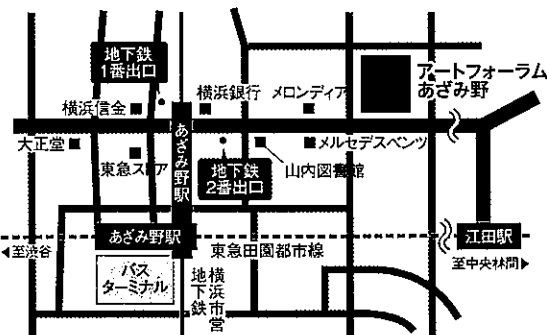 地下鉄
1番出口
横浜銀行
メロンディア
アートフォーラム
あざみ野
横浜信金
大正堂
東急ストア
あざみ野駅
地下鉄
2番出口
山内図書館
メルセデスベンツ
あざみ野駅
東急田園都市線
江田駅
◀至渋谷
至中央林間▶
バス
ターミナル
横浜市営
地下鉄